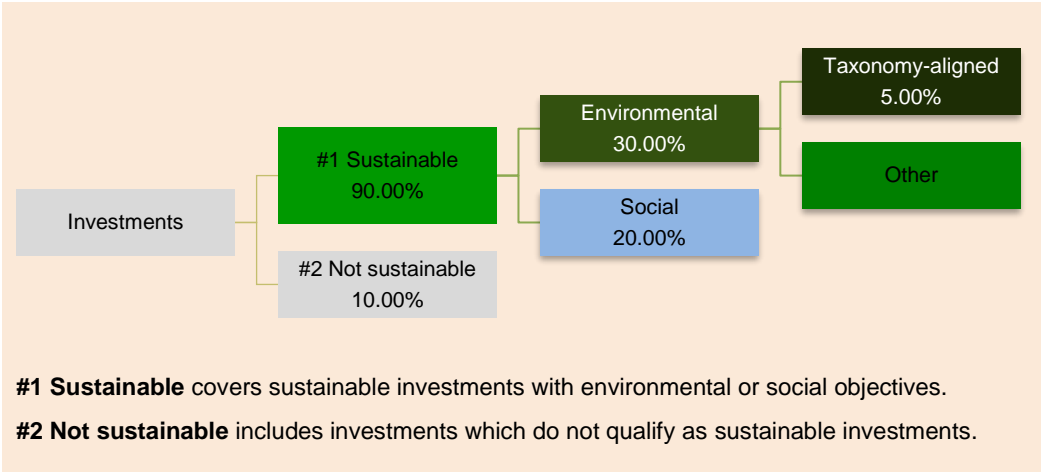 Investments
#1 Sustainable
90.00%
#2 Not sustainable
10.00%
Environmental
30.00%
Social
20.00%
Taxonomy-aligned
5.00%
Other
#1 Sustainable covers sustainable investments with environmental or social objectives.
#2 Not sustainable includes investments which do not qualify as sustainable investments.